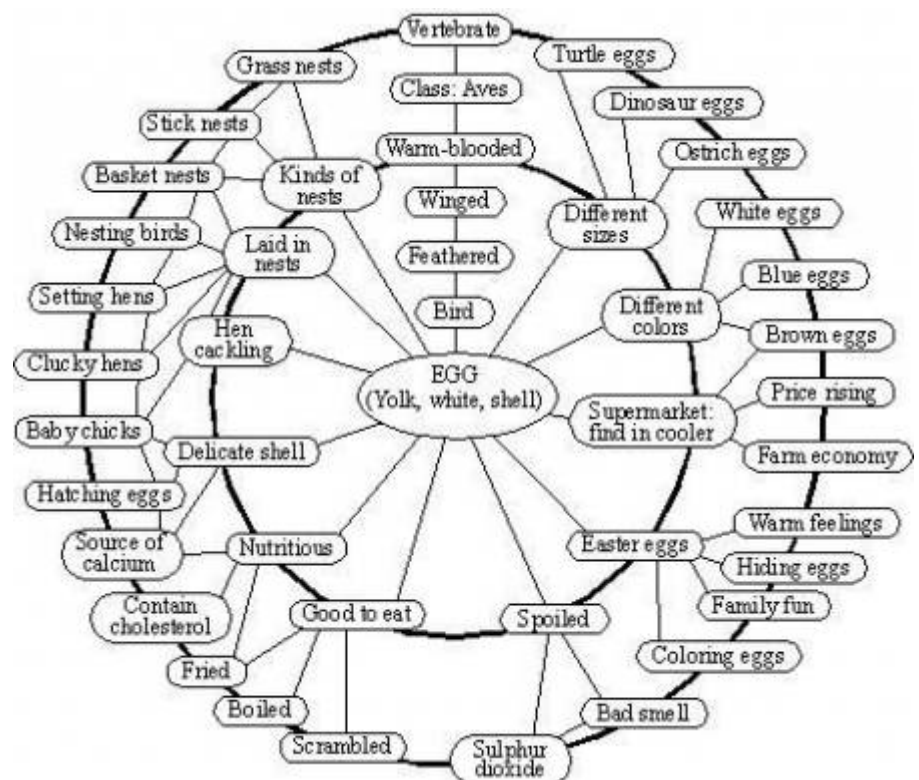 Vertebrate
Grass nests
Turtle eggs
Class: Aves
Dinosaur eggs
Stick nests
Warm-blooded
Ostrich eggs
Basket nests
Kinds of
nests
Winged
Different
sizes
White eggs
Nesting birds
Laid in
nests
Feathered
Blue eggs
Setting hens
Bird
Different
colors
Hen
cackling
Brown eggs
Clucky hens
EGG
(Yolk, white, shell)
Price rising
Supermarket:
find in cooler
Baby chicks
Delicate shell
Farm economy
Hatching eggs
Warm feelings
Source of
calcium
Nutritious
Easter eggs
Hiding eggs
Contain
cholesterol
Good to eat
Spoiled
Family fun
Fried
Coloring eggs
Boiled
Bad smell
Scrambled
Sulphur
dioxide